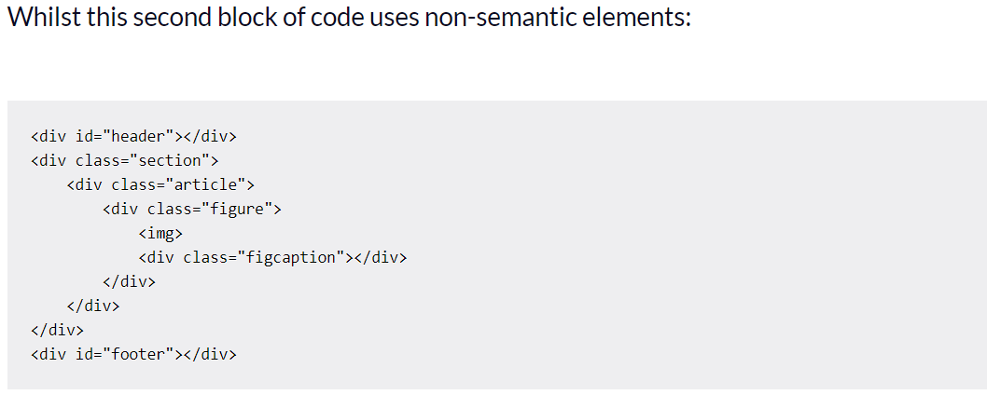 Whilst this second block of code uses non-semantic elements:
<div id="header"></div>
<div class="section">
    <div class="article">
        <div class="figure">
            <img>
            <div class="figcaption"></div>
        </div>
    </div>
</div>
<div id="footer"></div>